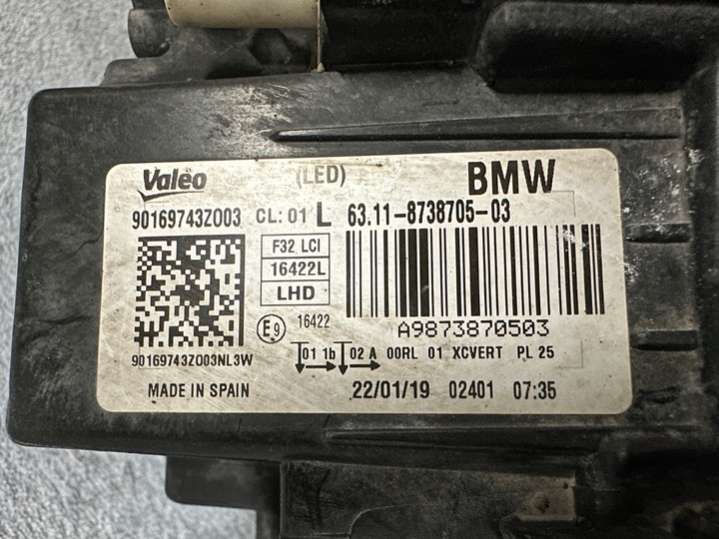 Valeo (LED) BMW
90169743Z003 CL: 01 L 63.11-8738705-03
F32 LCI
16422L
LHD
E9 16422
A9873870503
90169743Z003NL3W
01 1b 02 A 00RL 01 XCVERT PL 25
MADE IN SPAIN 22/01/19 02401 07:35